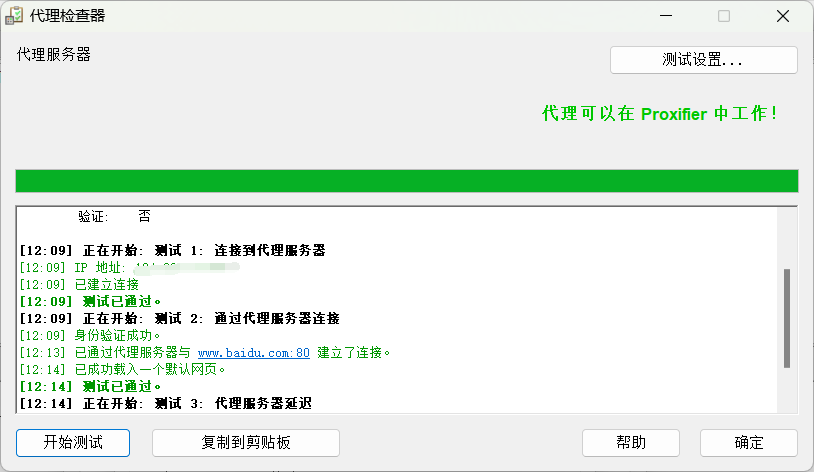 代理检查器
代理服务器
测试设置...
代理可以在 Proxifier 中工作!
验证: 否
[12:09] 正在开始: 测试 1: 连接到代理服务器
[12:09] IP 地址:
[12:09] 已建立连接
[12:09] 测试已通过。
[12:09] 正在开始: 测试 2: 通过代理服务器连接
[12:09] 身份验证成功。
[12:13] 已通过代理服务器与 www.baidu.com:80 建立了连接。
[12:14] 已成功载入一个默认网页。
[12:14] 测试已通过。
[12:14] 正在开始: 测试 3: 代理服务器延迟
开始测试
复制到剪贴板
帮助
确定